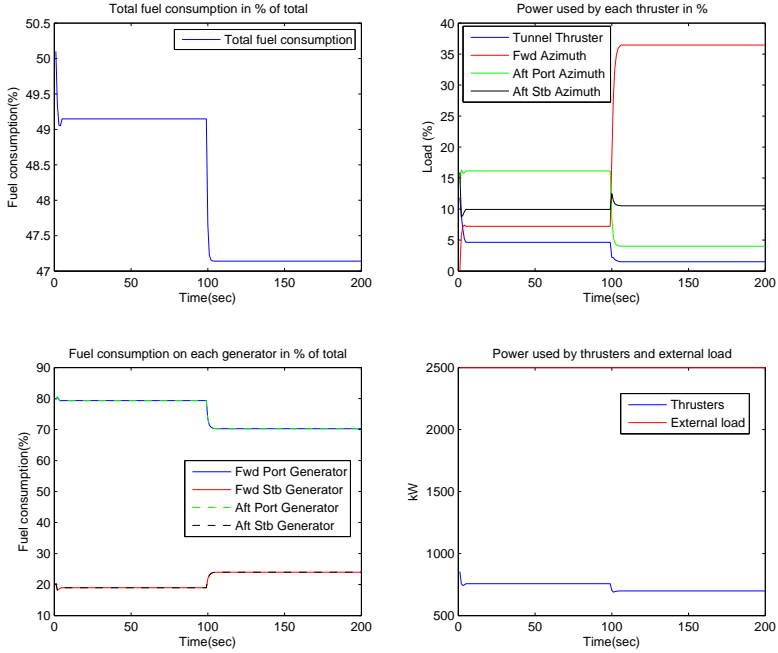 Total fuel consumption in % of total
50.5
50
49.5
49
48.5
48
47.5
47
Fuel consumption(%)
Total fuel consumption
0
50
100
150
200
Time(sec)
Power used by each thruster in %
40
35
30
25
20
15
10
5
0
Load (%)
Tunnel Thruster
Fwd Azimuth
Aft Port Azimuth
Aft Stb Azimuth
0
50
100
150
200
Time(sec)
Fuel consumption on each generator in % of total
90
80
70
60
50
40
30
20
10
Fuel consumption(%)
Fwd Port Generator
Fwd Stb Generator
Aft Port Generator
Aft Stb Generator
0
50
100
150
200
Time(sec)
Power used by thrusters and external load
2500
2000
1500
1000
500
kW
Thrusters
External load
0
50
100
150
200
Time(sec)